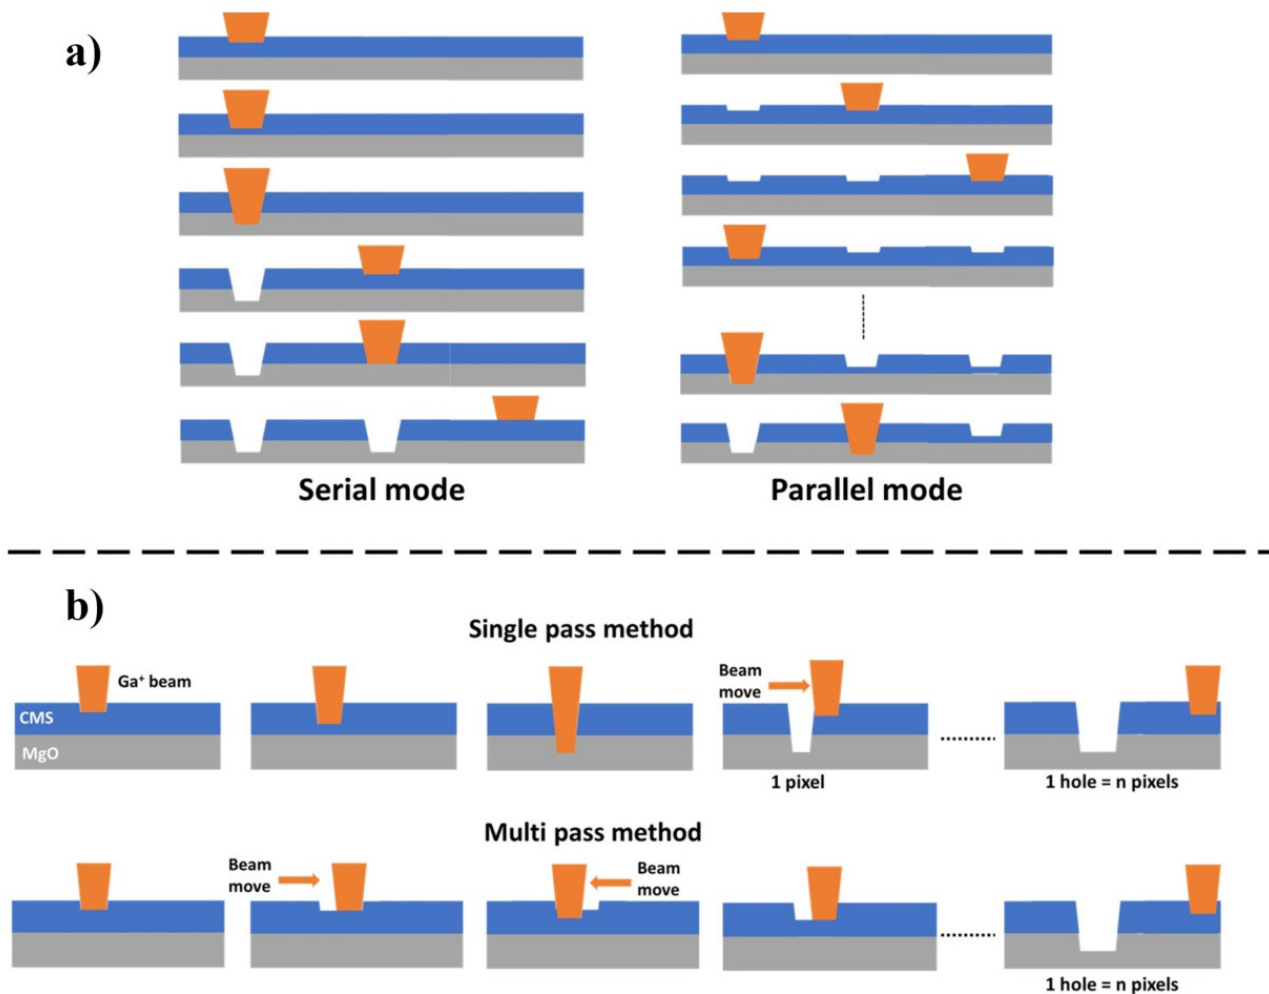 a)
Serial mode
Parallel mode
b)
Single pass method
Ga⁺ beam
CMS
MgO
Beam
move
1 pixel
1 hole = n pixels
Multi pass method
Beam
move
Beam
move
1 hole = n pixels